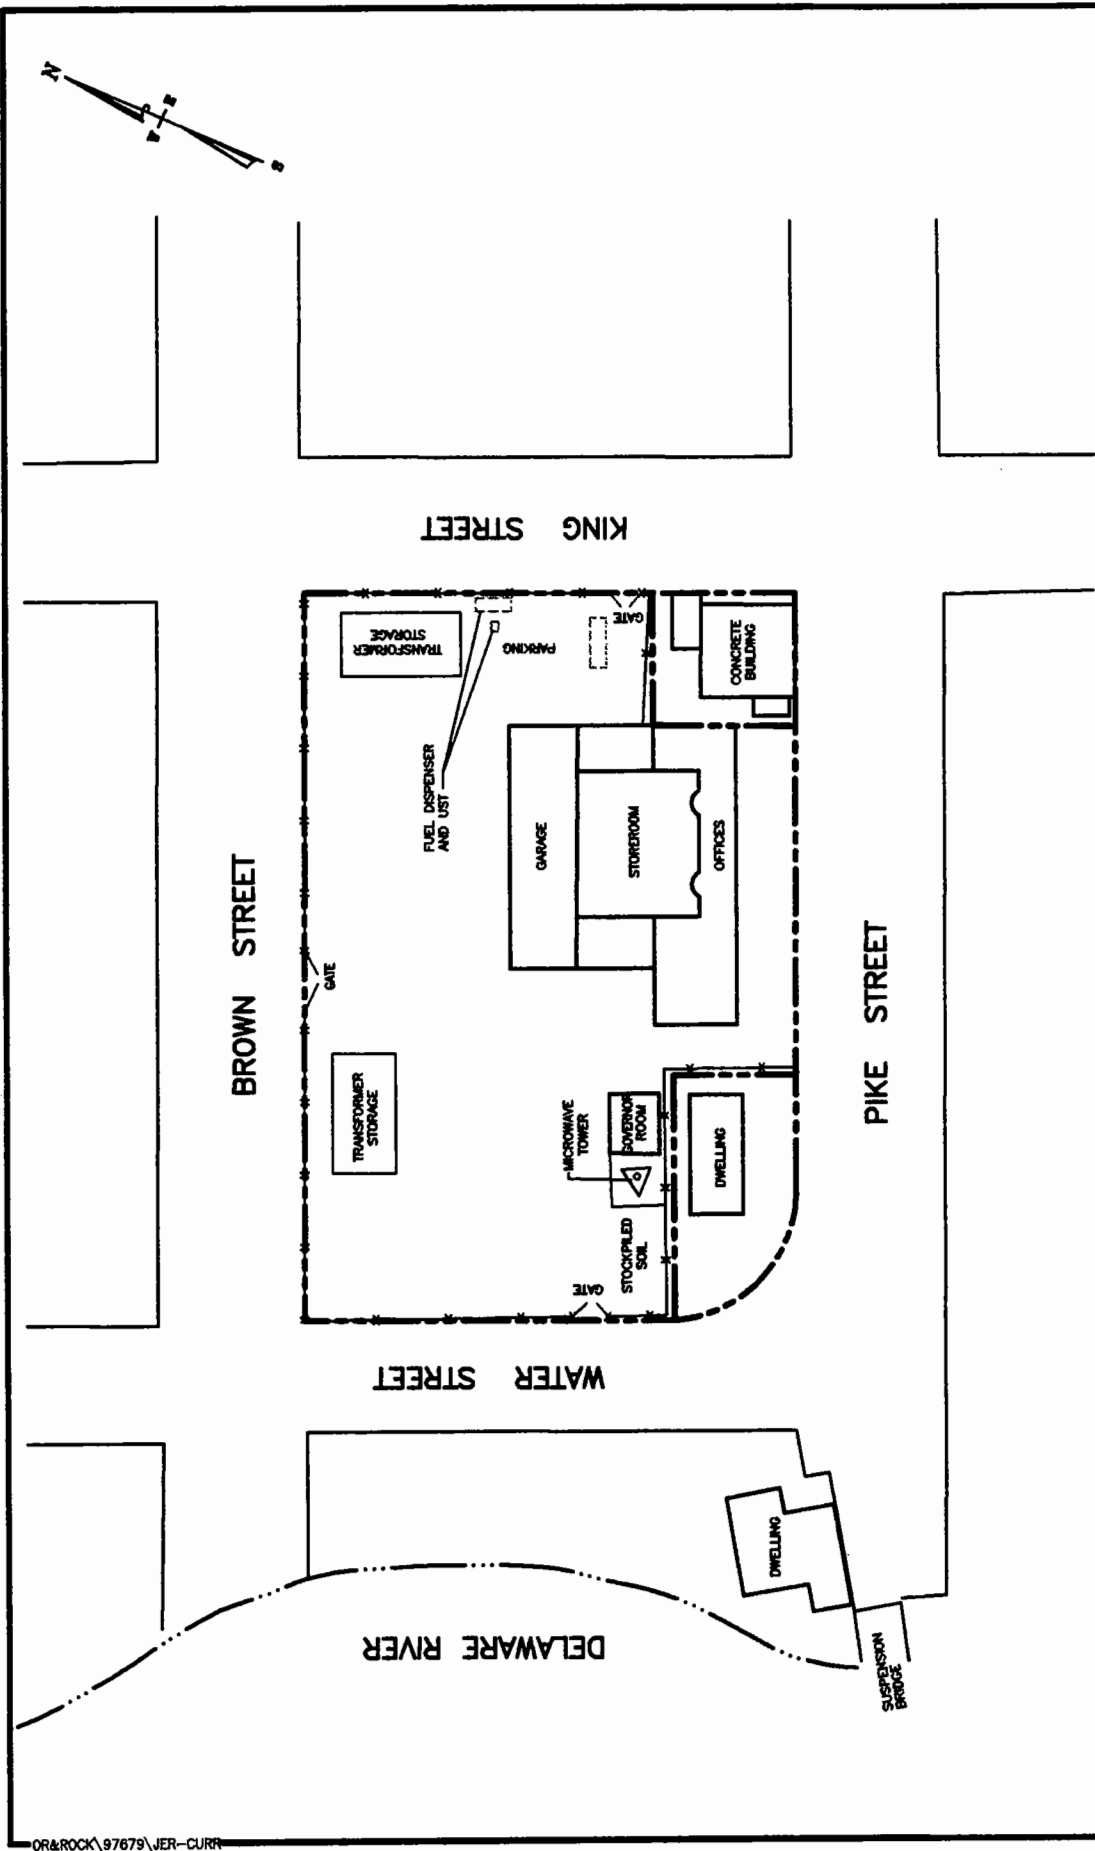 N
W
E
S
KING STREET
BROWN STREET
PIKE STREET
WATER STREET
TRANSFORMER
STORAGE
PARKING
GATE
CONCRETE
BUILDING
FUEL DISPENSER
AND UST
GARAGE
STOREROOM
OFFICES
GATE
TRANSFORMER
STORAGE
MICROWAVE
TOWER
GOVERNOR
ROOM
DWELLING
STOCKPILED
SOIL
GATE
DWELLING
DELAWARE RIVER
SUSPENSION
BRIDGE
OR&ROCK\97679\JER-CURR